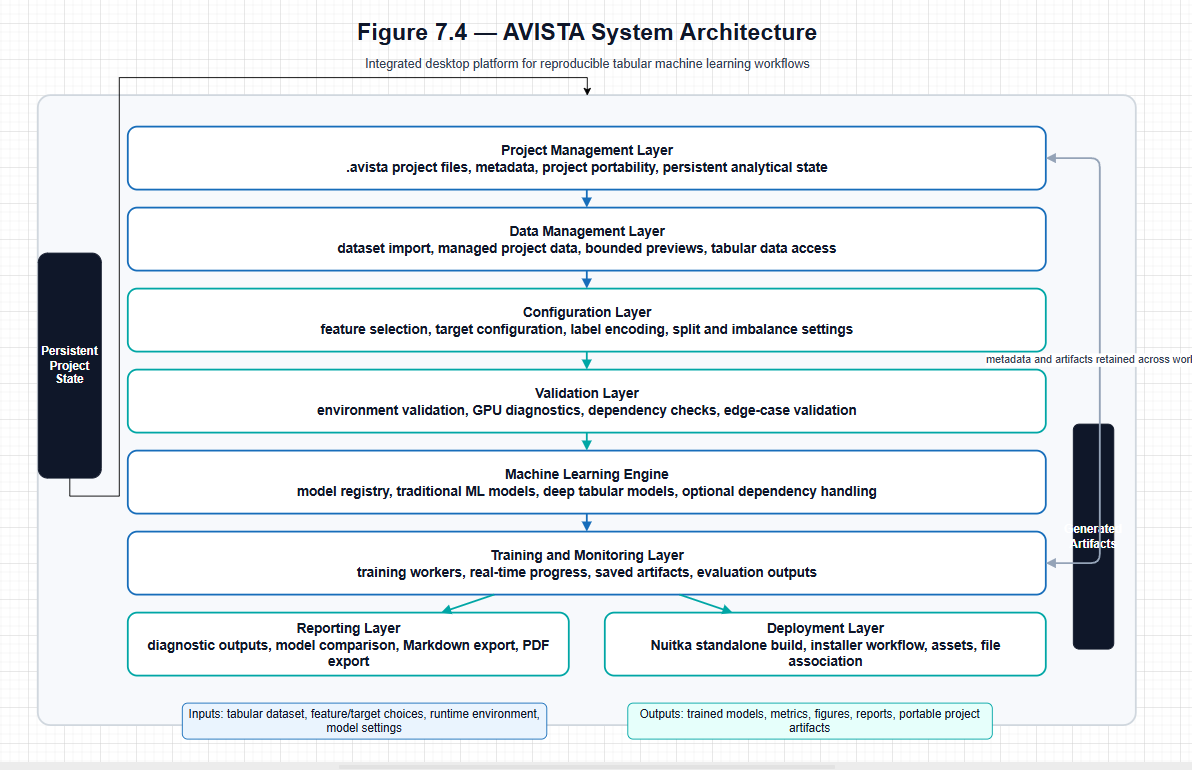 Figure 7.4 — AVISTA System Architecture
Integrated desktop platform for reproducible tabular machine learning workflows
Project Management Layer
.avista project files, metadata, project portability, persistent analytical state
Data Management Layer
dataset import, managed project data, bounded previews, tabular data access
Configuration Layer
feature selection, target configuration, label encoding, split and imbalance settings
Persistent
Project
State
metadata and artifacts retained across worl
Validation Layer
environment validation, GPU diagnostics, dependency checks, edge-case validation
Machine Learning Engine
model registry, traditional ML models, deep tabular models, optional dependency handling
enerate
Artifacts
Training and Monitoring Layer
training workers, real-time progress, saved artifacts, evaluation outputs
Reporting Layer
diagnostic outputs, model comparison, Markdown export, PDF
export
Deployment Layer
Nuitka standalone build, installer workflow, assets, file
association
Inputs: tabular dataset, feature/target choices, runtime environment,
model settings
Outputs: trained models, metrics, figures, reports, portable project
artifacts